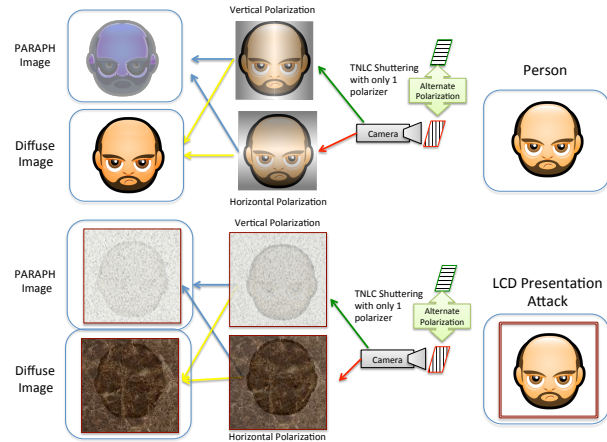 Vertical Polarization
PARAPH
Image
TNLC Shuttering
with only 1
polarizer
Alternate
Polarization
Person
Diffuse
Image
Camera
Horizontal Polarization
Vertical Polarization
PARAPH
Image
TNLC Shuttering
with only 1
polarizer
Alternate
Polarization
LCD Presentation
Attack
Diffuse
Image
Camera
Horizontal Polarization